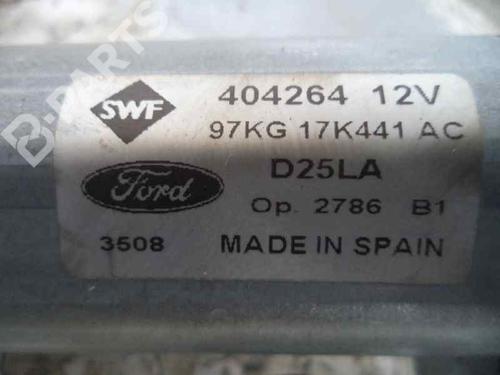 B-PARTS
SWF
404264 12V
97KG 17K441 AC
Ford
D25LA
Op. 2786 B1
3508
MADE IN SPAIN